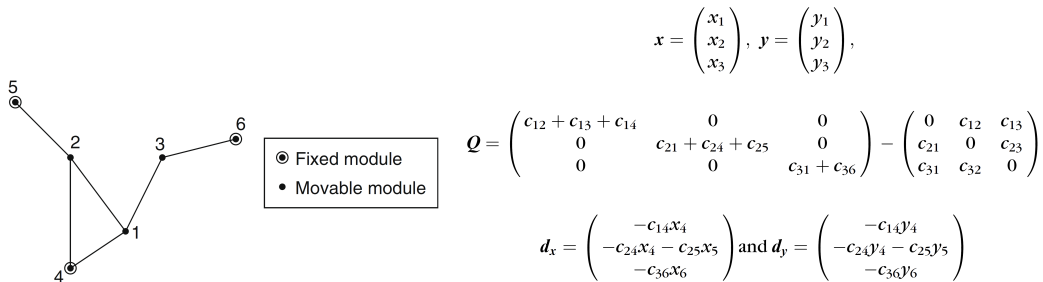 5
2
3
6
1
4
Fixed module
Movable module
x = ( x₁ x₂ x₃ ), y = ( y₁ y₂ y₃ ),
Q = ( c₁₂ + c₁₃ + c₁₄ 0 0
0 c₂₁ + c₂₄ + c₂₅ 0
0 0 c₃₁ + c₃₆ ) − ( 0 c₁₂ c₁₃
c₂₁ 0 c₂₃
c₃₁ c₃₂ 0 )
dₓ = ( −c₁₄x₄
−c₂₄x₄ − c₂₅x₅
−c₃₆x₆ ) and d_y = ( −c₁₄y₄
−c₂₄y₄ − c₂₅y₅
−c₃₆y₆ )